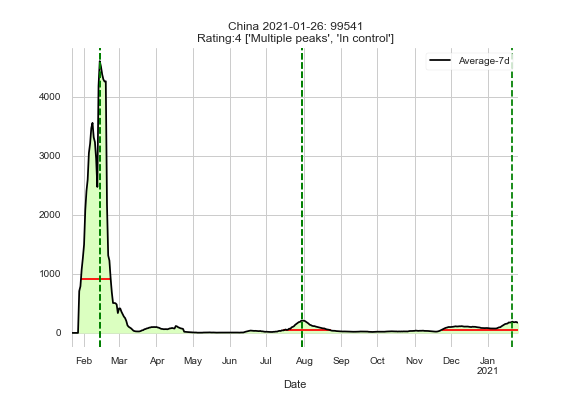 China 2021-01-26: 99541
Rating:4 ['Multiple peaks', 'In control']
Average-7d
4000
3000
2000
1000
0
Feb Mar Apr May Jun Jul Aug Sep Oct Nov Dec Jan
2021
Date